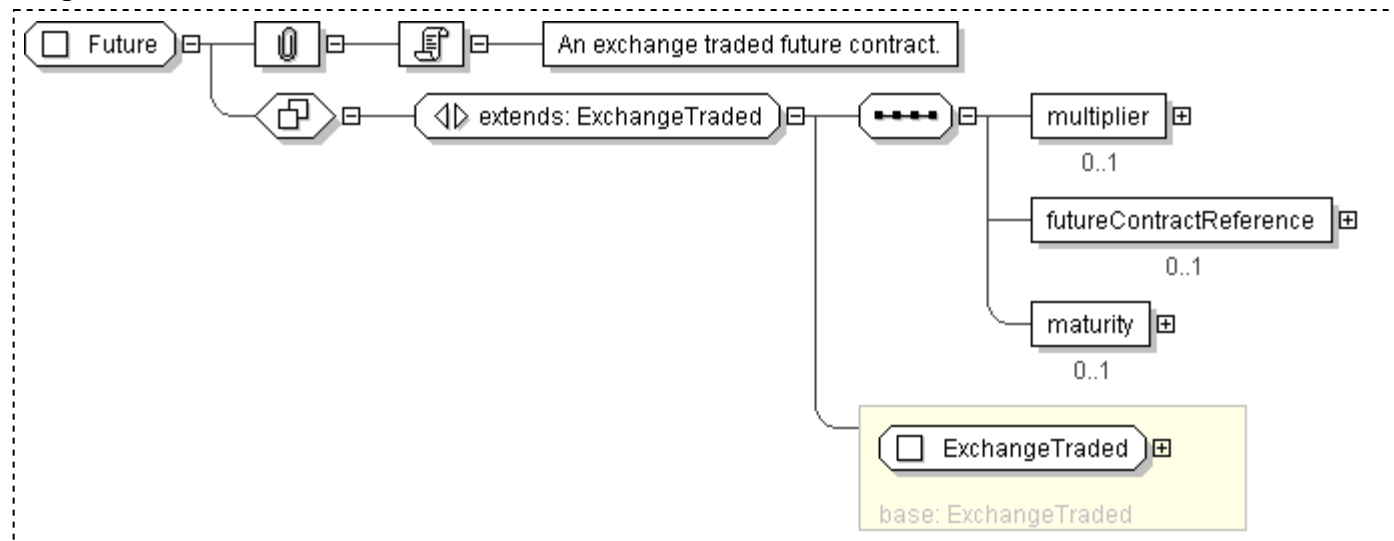 Future
An exchange traded future contract.
extends: ExchangeTraded
multiplier
0..1
futureContractReference
0..1
maturity
0..1
ExchangeTraded
base: ExchangeTraded